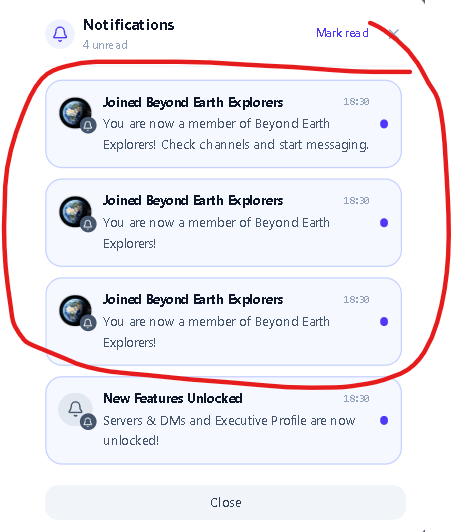 Notifications
Mark read
4 unread
Joined Beyond Earth Explorers
18:30
You are now a member of Beyond Earth
Explorers! Check channels and start messaging.
Joined Beyond Earth Explorers
18:30
You are now a member of Beyond Earth
Explorers!
Joined Beyond Earth Explorers
18:30
You are now a member of Beyond Earth
Explorers!
New Features Unlocked
18:30
Servers & DMs and Executive Profile are now
unlocked!
Close